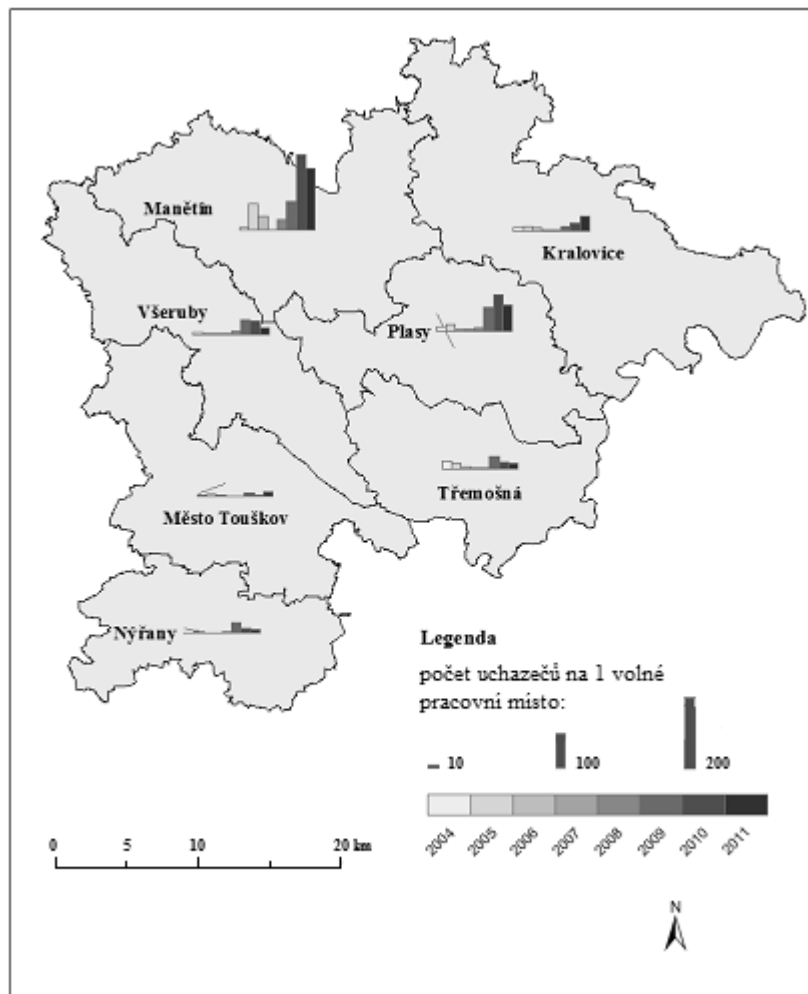 Manětín
Kralovice
Všeruby
Plasy
Třemošná
Město Touškov
Nýřany
Legenda
počet uchazečů na 1 volné
pracovní místo:
10 100 200
2004 2005 2006 2007 2008 2009 2010 2011
0 5 10 20 km
N